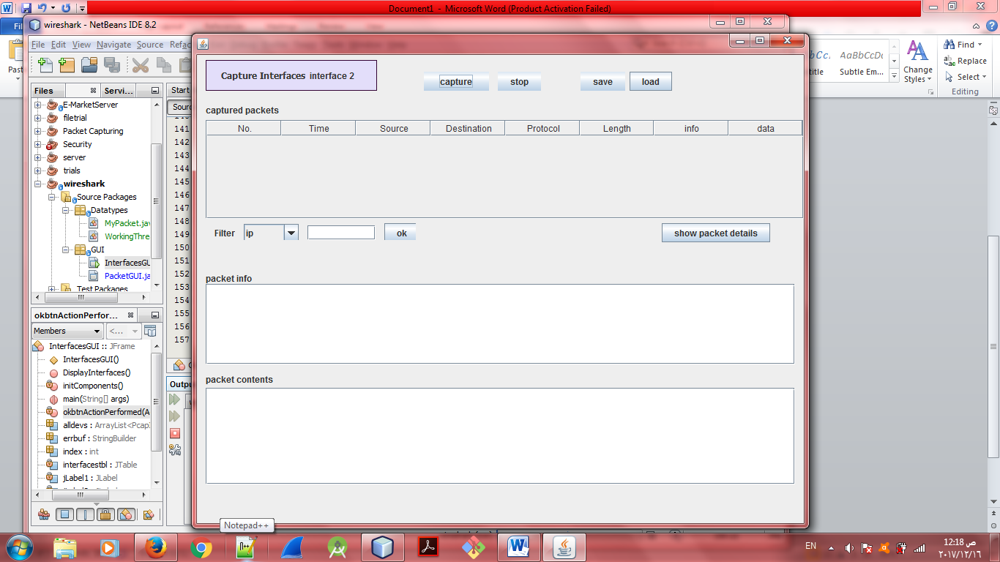 Document1 - Microsoft Word (Product Activation Failed)
wireshark - NetBeans IDE 8.2
File Edit View Navigate Source Refac
Files
Servi...
Start
E-MarketServer
filetrial
Packet Capturing
Security
server
trials
wireshark
Source Packages
Datatypes
MyPacket.jav
WorkingThre
GUI
InterfacesGU
PacketGUI.ja
Test Packages
141
142
143
144
145
146
147
148
149
150
151
152
153
154
155
156
157
okbtnActionPerfor...
Members
<...
InterfacesGUI :: JFrame
InterfacesGUI()
DisplayInterfaces()
initComponents()
main(String[] args)
okbtnActionPerformed(A
alldevs : ArrayList<PcapI
errbuf : StringBuilder
index : int
interfacestbl : JTable
jLabel1 : JLabel
Outpu
Capture Interfaces interface 2
capture
stop
save
load
captured packets
No. Time Source Destination Protocol Length info data
Filter
ip
ok
show packet details
packet info
packet contents
AaBbCcDc
Subtle Em...
Change
Styles
Find
Replace
Select
Editing
Notepad++
EN
12:18 ص
٢٠١٧/١٢/١٦